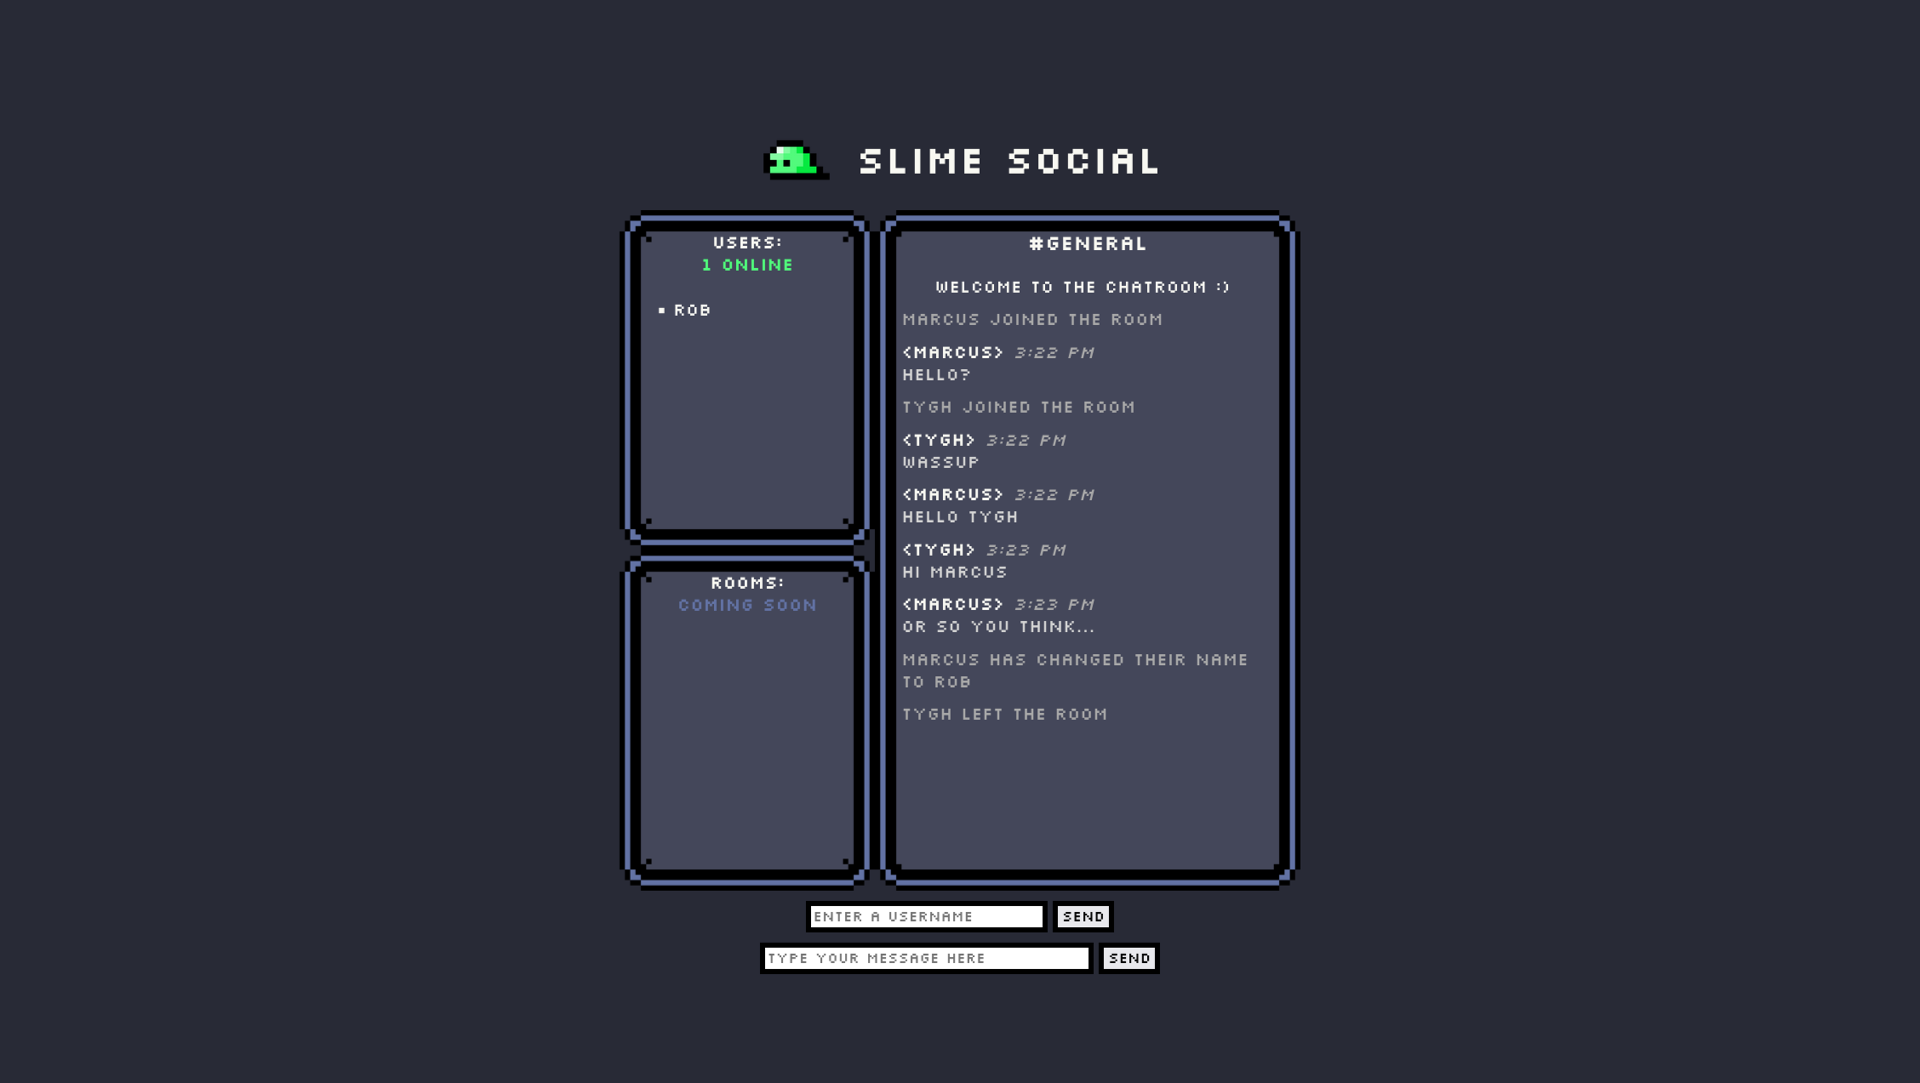 SLIME SOCIAL
USERS:
1 ONLINE
▪ ROB
ROOMS:
COMING SOON
#GENERAL
WELCOME TO THE CHATROOM :)
MARCUS JOINED THE ROOM
<MARCUS> 3:22 PM
HELLO?
TYGH JOINED THE ROOM
<TYGH> 3:22 PM
WASSUP
<MARCUS> 3:22 PM
HELLO TYGH
<TYGH> 3:23 PM
HI MARCUS
<MARCUS> 3:23 PM
OR SO YOU THINK...
MARCUS HAS CHANGED THEIR NAME
TO ROB
TYGH LEFT THE ROOM
ENTER A USERNAME SEND
TYPE YOUR MESSAGE HERE SEND